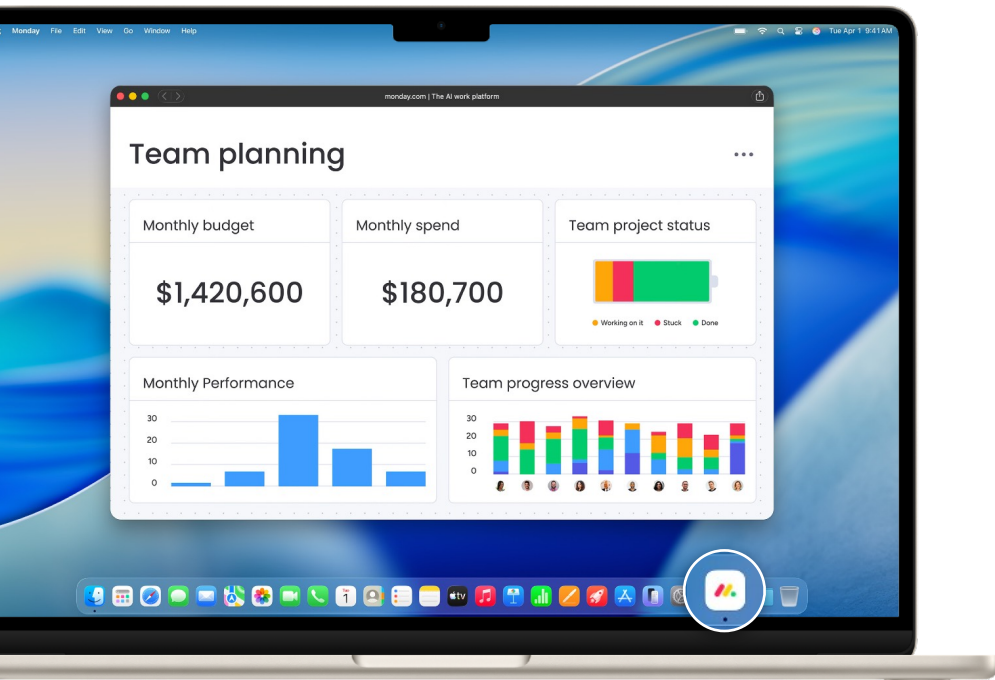 Monday File Edit View Go Window Help
Tue Apr 1 9:41 AM
monday.com | The AI work platform
Team planning
Monthly budget
$1,420,600
Monthly spend
$180,700
Team project status
Working on it Stuck Done
Monthly Performance
30
20
10
0
Team progress overview
30
20
10
0
1
tv